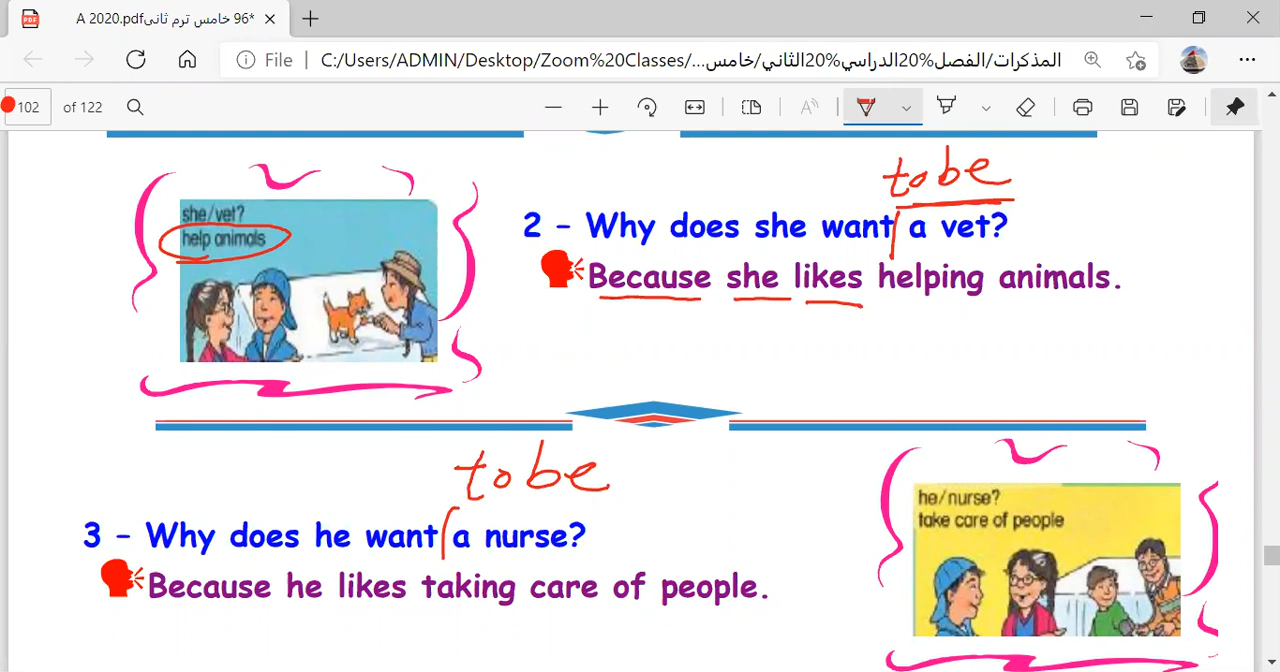 A 2020.pdf96 خامس ترم ثانى*
File C:/Users/ADMIN/Desktop/Zoom%20Classes/المذكرات/الفصل%20الدراسي%20الثاني/خامس...
102 of 122
to be
she/vet?
help animals
2 - Why does she want a vet?
Because she likes helping animals.
to be
he/nurse?
take care of people
3 - Why does he want a nurse?
Because he likes taking care of people.